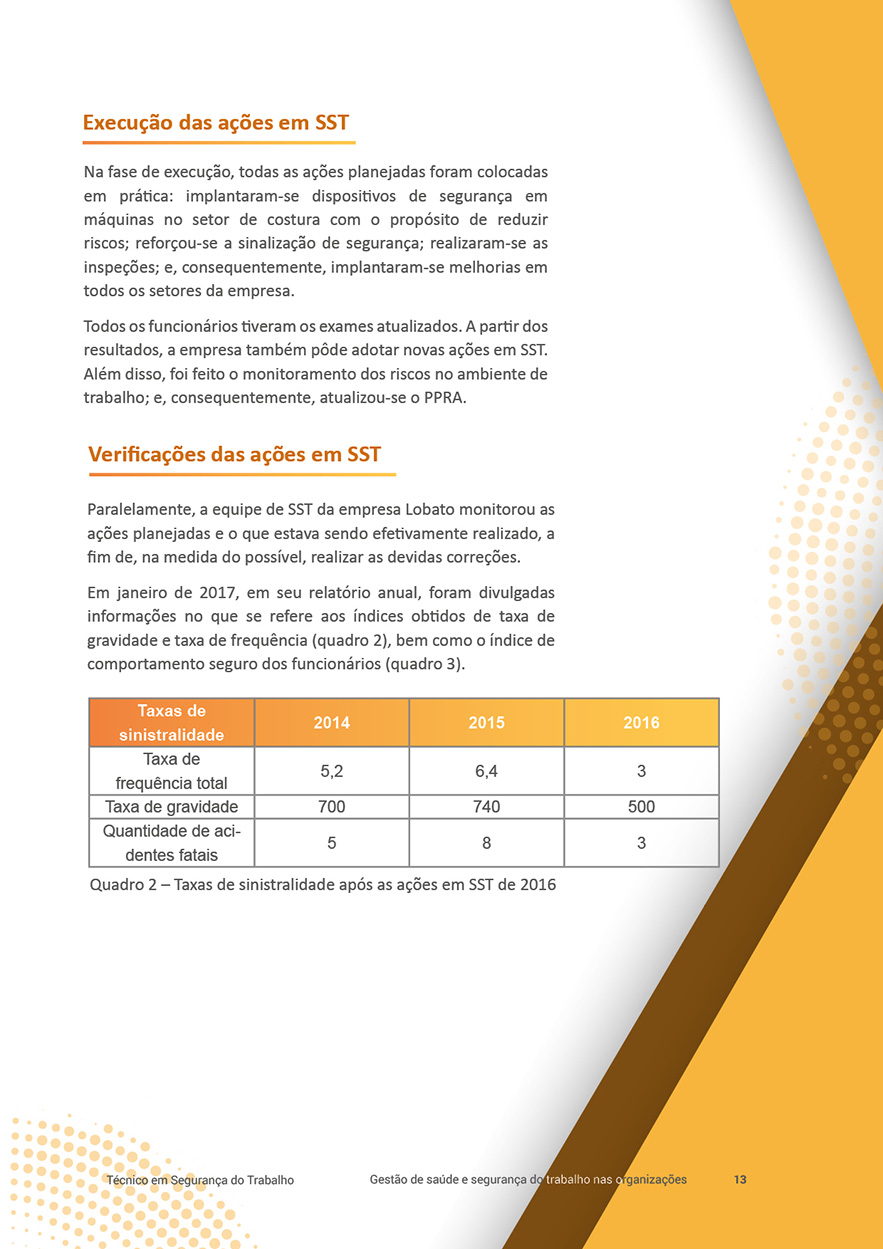 Execução das ações em SST
Na fase de execução, todas as ações planejadas foram colocadas
em prática: implantaram-se dispositivos de segurança em
máquinas no setor de costura com o propósito de reduzir
riscos; reforçou-se a sinalização de segurança; realizaram-se as
inspeções; e, consequentemente, implantaram-se melhorias em
todos os setores da empresa.
Todos os funcionários tiveram os exames atualizados. A partir dos
resultados, a empresa também pôde adotar novas ações em SST.
Além disso, foi feito o monitoramento dos riscos no ambiente de
trabalho; e, consequentemente, atualizou-se o PPRA.
Verificações das ações em SST
Paralelamente, a equipe de SST da empresa Lobato monitorou as
ações planejadas e o que estava sendo efetivamente realizado, a
fim de, na medida do possível, realizar as devidas correções.
Em janeiro de 2017, em seu relatório anual, foram divulgadas
informações no que se refere aos índices obtidos de taxa de
gravidade e taxa de frequência (quadro 2), bem como o índice de
comportamento seguro dos funcionários (quadro 3).
Taxas de
sinistralidade 2014 2015 2016
Taxa de
frequência total 5,2 6,4 3
Taxa de gravidade 700 740 500
Quantidade de aci-
dentes fatais 5 8 3
Quadro 2 – Taxas de sinistralidade após as ações em SST de 2016
Técnico em Segurança do Trabalho Gestão de saúde e segurança do trabalho nas organizações 13